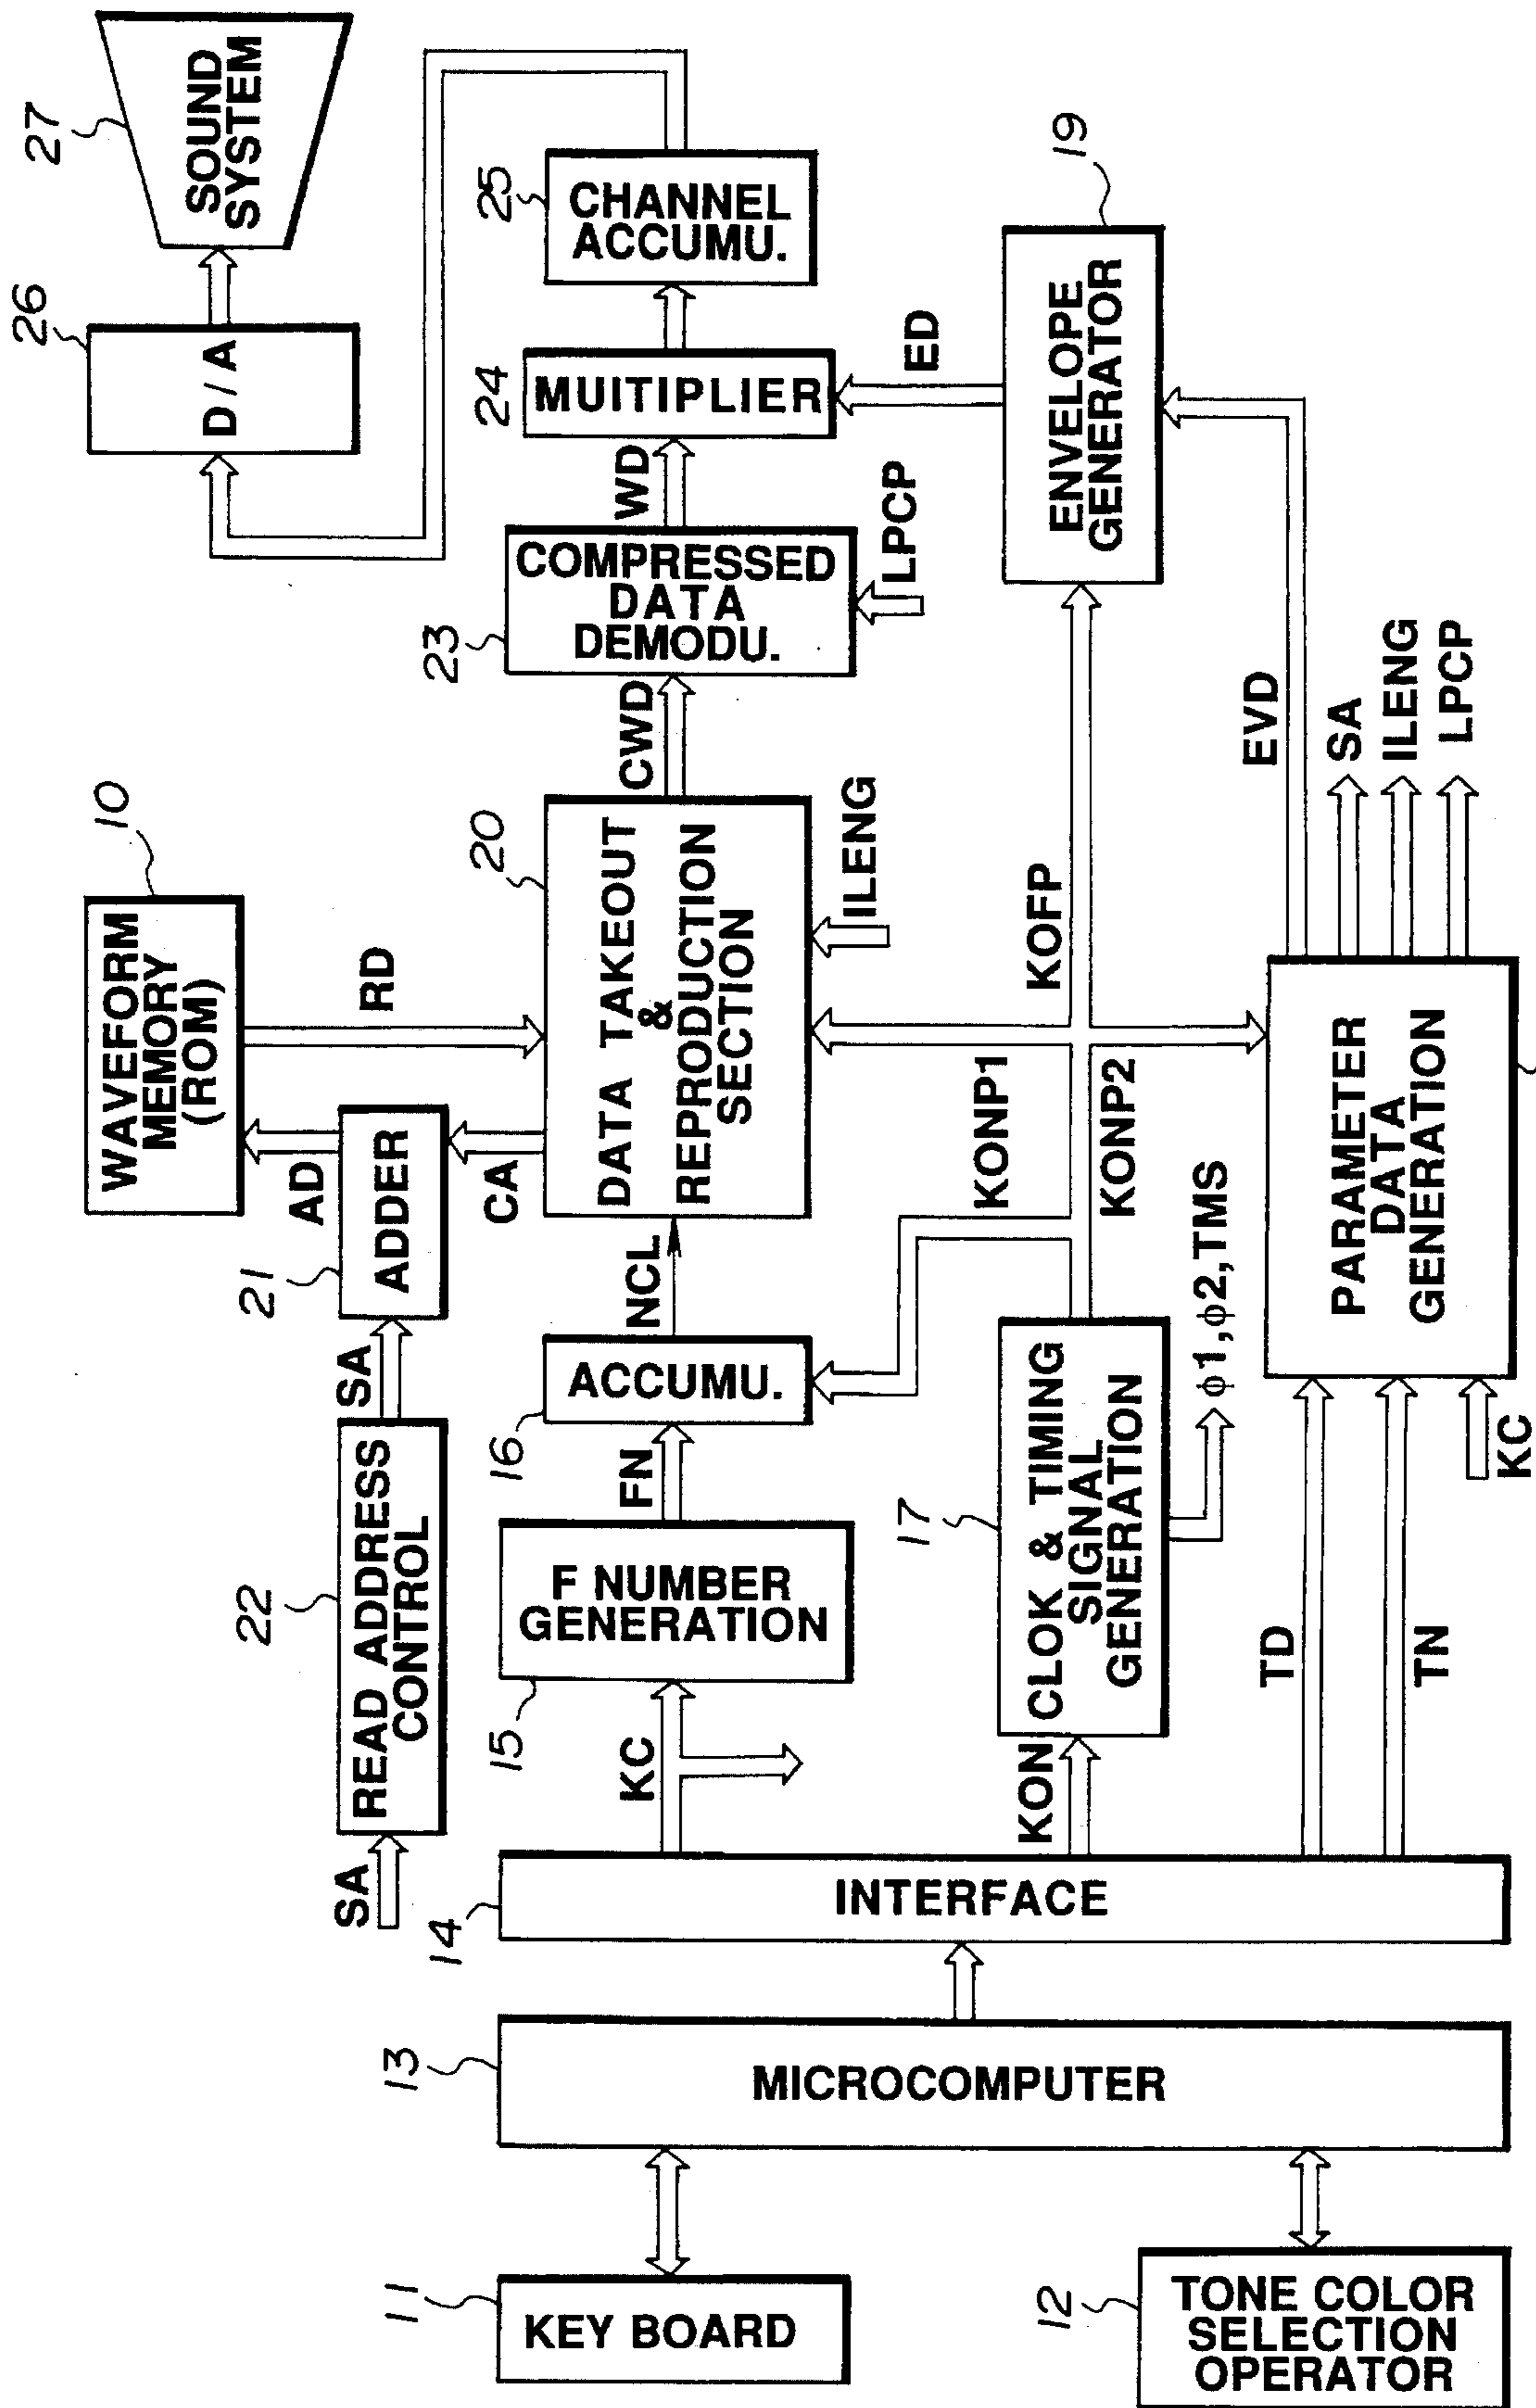 27
SOUND
SYSTEM
26
D/A
10
WAVEFORM
MEMORY
(ROM)
AD
RD
21
ADDER
SA
22
READ ADDRESS
CONTROL
SA
CA
11
KEY BOARD
12
TONE COLOR
SELECTION
OPERATOR
13
MICROCOMPUTER
14
INTERFACE
KC
15
F NUMBER
GENERATION
FN
16
ACCUMU.
NCL
20
DATA TAKEOUT
&
REPRODUCTION
SECTION
ILENG
CWD
23
COMPRESSED
DATA
DEMODU.
LPCP
WD
24
MUITIPLIER
ED
25
CHANNEL
ACCUMU.
KON
17
CLOK & TIMING
SIGNAL
GENERATION
ϕ1,ϕ2,TMS
KONP1
KONP2
KOFP
19
ENVELOPE
GENERATOR
TD
TN
KC
PARAMETER
DATA
GENERATION
EVD
SA
ILENG
LPCP